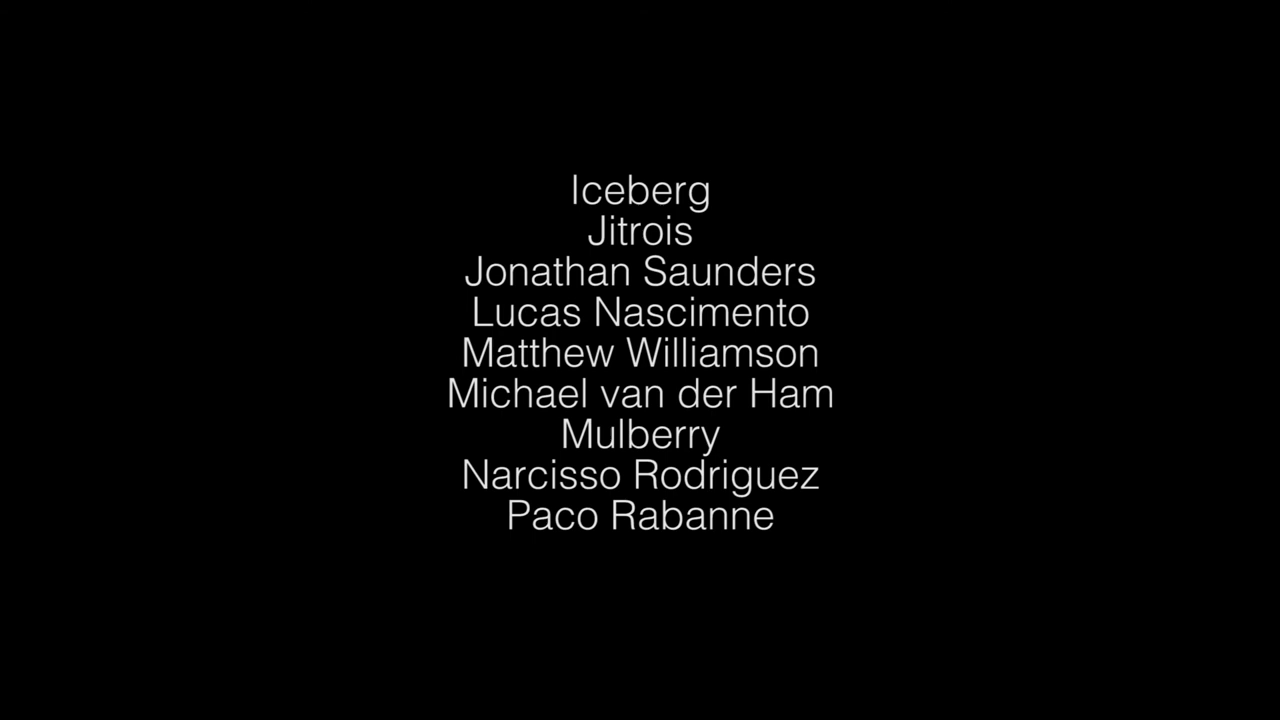 Iceberg
Jitrois
Jonathan Saunders
Lucas Nascimento
Matthew Williamson
Michael van der Ham
Mulberry
Narcisso Rodriguez
Paco Rabanne